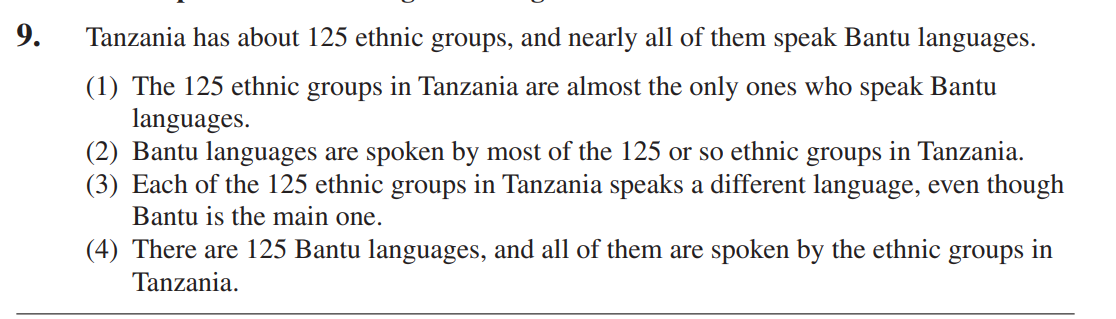 9. Tanzania has about 125 ethnic groups, and nearly all of them speak Bantu languages.
(1) The 125 ethnic groups in Tanzania are almost the only ones who speak Bantu
languages.
(2) Bantu languages are spoken by most of the 125 or so ethnic groups in Tanzania.
(3) Each of the 125 ethnic groups in Tanzania speaks a different language, even though
Bantu is the main one.
(4) There are 125 Bantu languages, and all of them are spoken by the ethnic groups in
Tanzania.